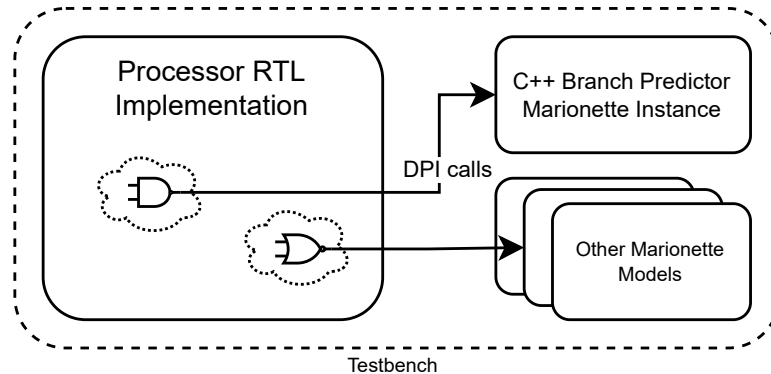 Processor RTL
Implementation
C++ Branch Predictor
Marionette Instance
DPI calls
Other Marionette
Models
Testbench